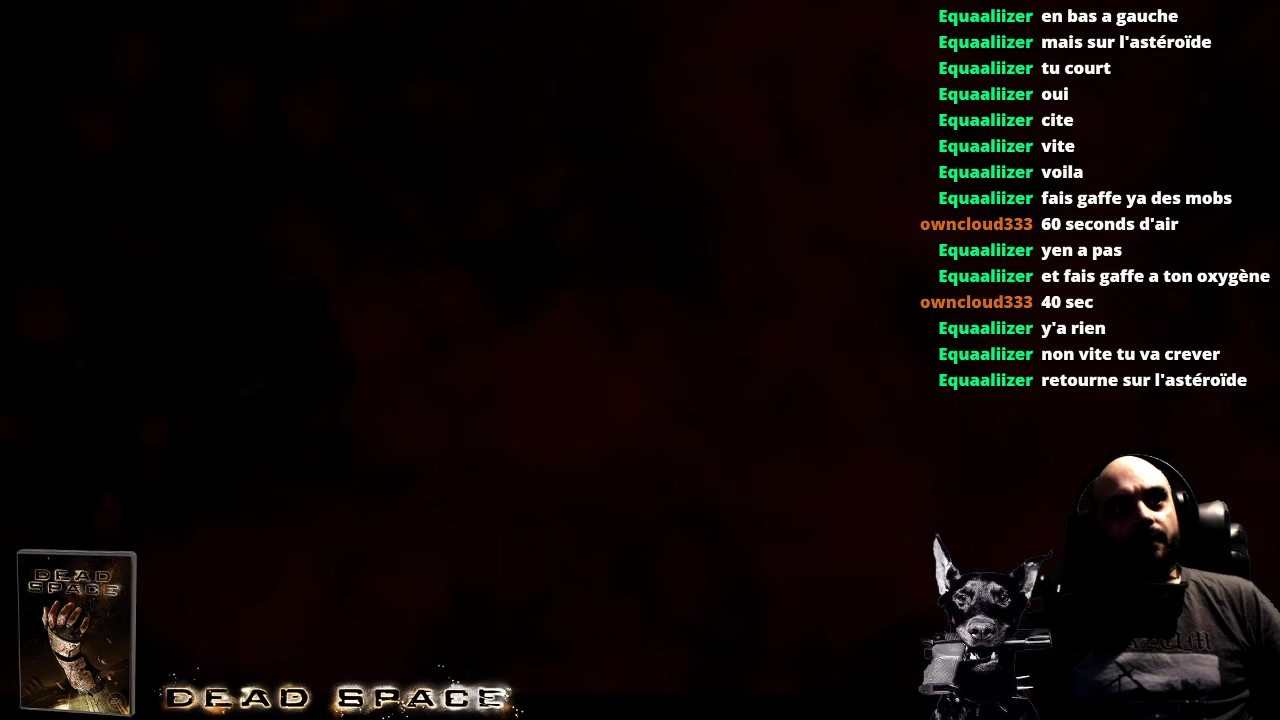 Equaaliizer en bas a gauche
Equaaliizer mais sur l'astéroïde
Equaaliizer tu court
Equaaliizer oui
Equaaliizer cite
Equaaliizer vite
Equaaliizer voila
Equaaliizer fais gaffe ya des mobs
owncloud333 60 seconds d'air
Equaaliizer yen a pas
Equaaliizer et fais gaffe a ton oxygène
owncloud333 40 sec
Equaaliizer y'a rien
Equaaliizer non vite tu va crever
Equaaliizer retourne sur l'astéroïde
DEAD
SPACE
DEAD SPACE